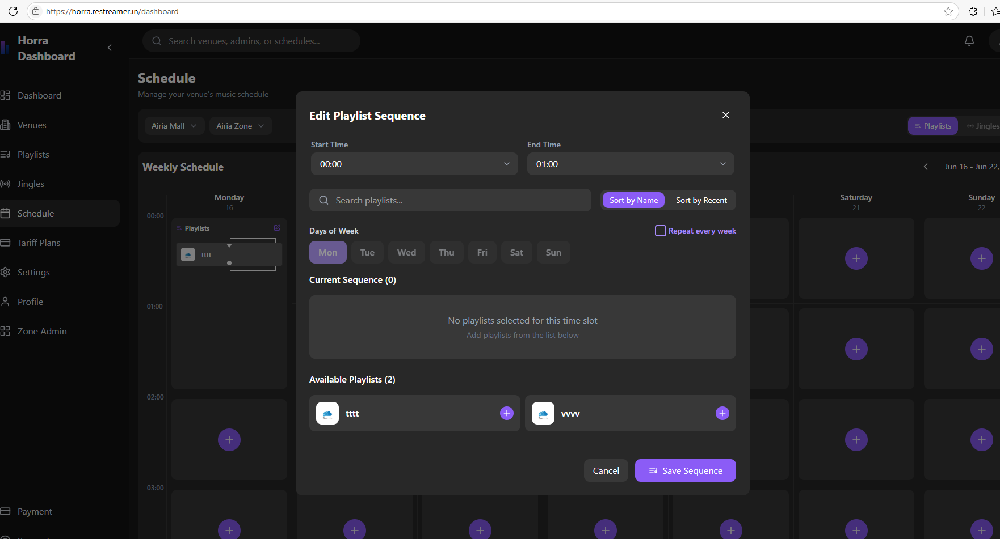 https://horra.restreamer.in/dashboard
Horra
Dashboard
Search venues, admins, or schedules...
Dashboard
Venues
Playlists
Jingles
Schedule
Tariff Plans
Settings
Profile
Zone Admin
Payment
Schedule
Manage your venue's music schedule
Airia Mall
Airia Zone
Playlists
Jingles
Weekly Schedule
Jun 16 - Jun 22,
Monday
16
Saturday
21
Sunday
22
00:00
Playlists
tttt
01:00
02:00
03:00
Edit Playlist Sequence
Start Time
End Time
00:00
01:00
Search playlists...
Sort by Name
Sort by Recent
Days of Week
Repeat every week
Mon
Tue
Wed
Thu
Fri
Sat
Sun
Current Sequence (0)
No playlists selected for this time slot
Add playlists from the list below
Available Playlists (2)
tttt
vvvv
Cancel
Save Sequence